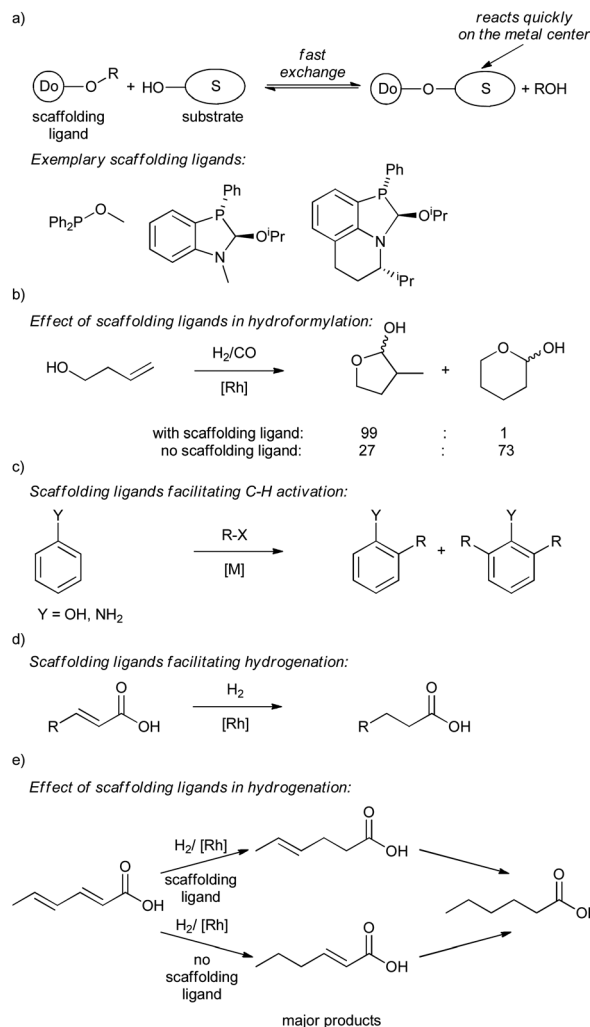 a)
reacts quickly
on the metal center
Do O R + HO S fast exchange Do O S + ROH
scaffolding ligand
substrate
Exemplary scaffolding ligands:
Ph2P O
Ph P OiPr N
Ph P OiPr N iPr
b)
Effect of scaffolding ligands in hydroformylation:
HO H2/CO [Rh] O OH + O OH
with scaffolding ligand: 99 : 1
no scaffolding ligand: 27 : 73
c)
Scaffolding ligands facilitating C-H activation:
Y R-X [M] Y R + R Y R
Y = OH, NH2
d)
Scaffolding ligands facilitating hydrogenation:
R O OH H2 [Rh] R O OH
e)
Effect of scaffolding ligands in hydrogenation:
H2/ [Rh]
scaffolding
ligand
O OH
O OH
O
H2/ [Rh]
no
scaffolding
ligand
O OH
major products